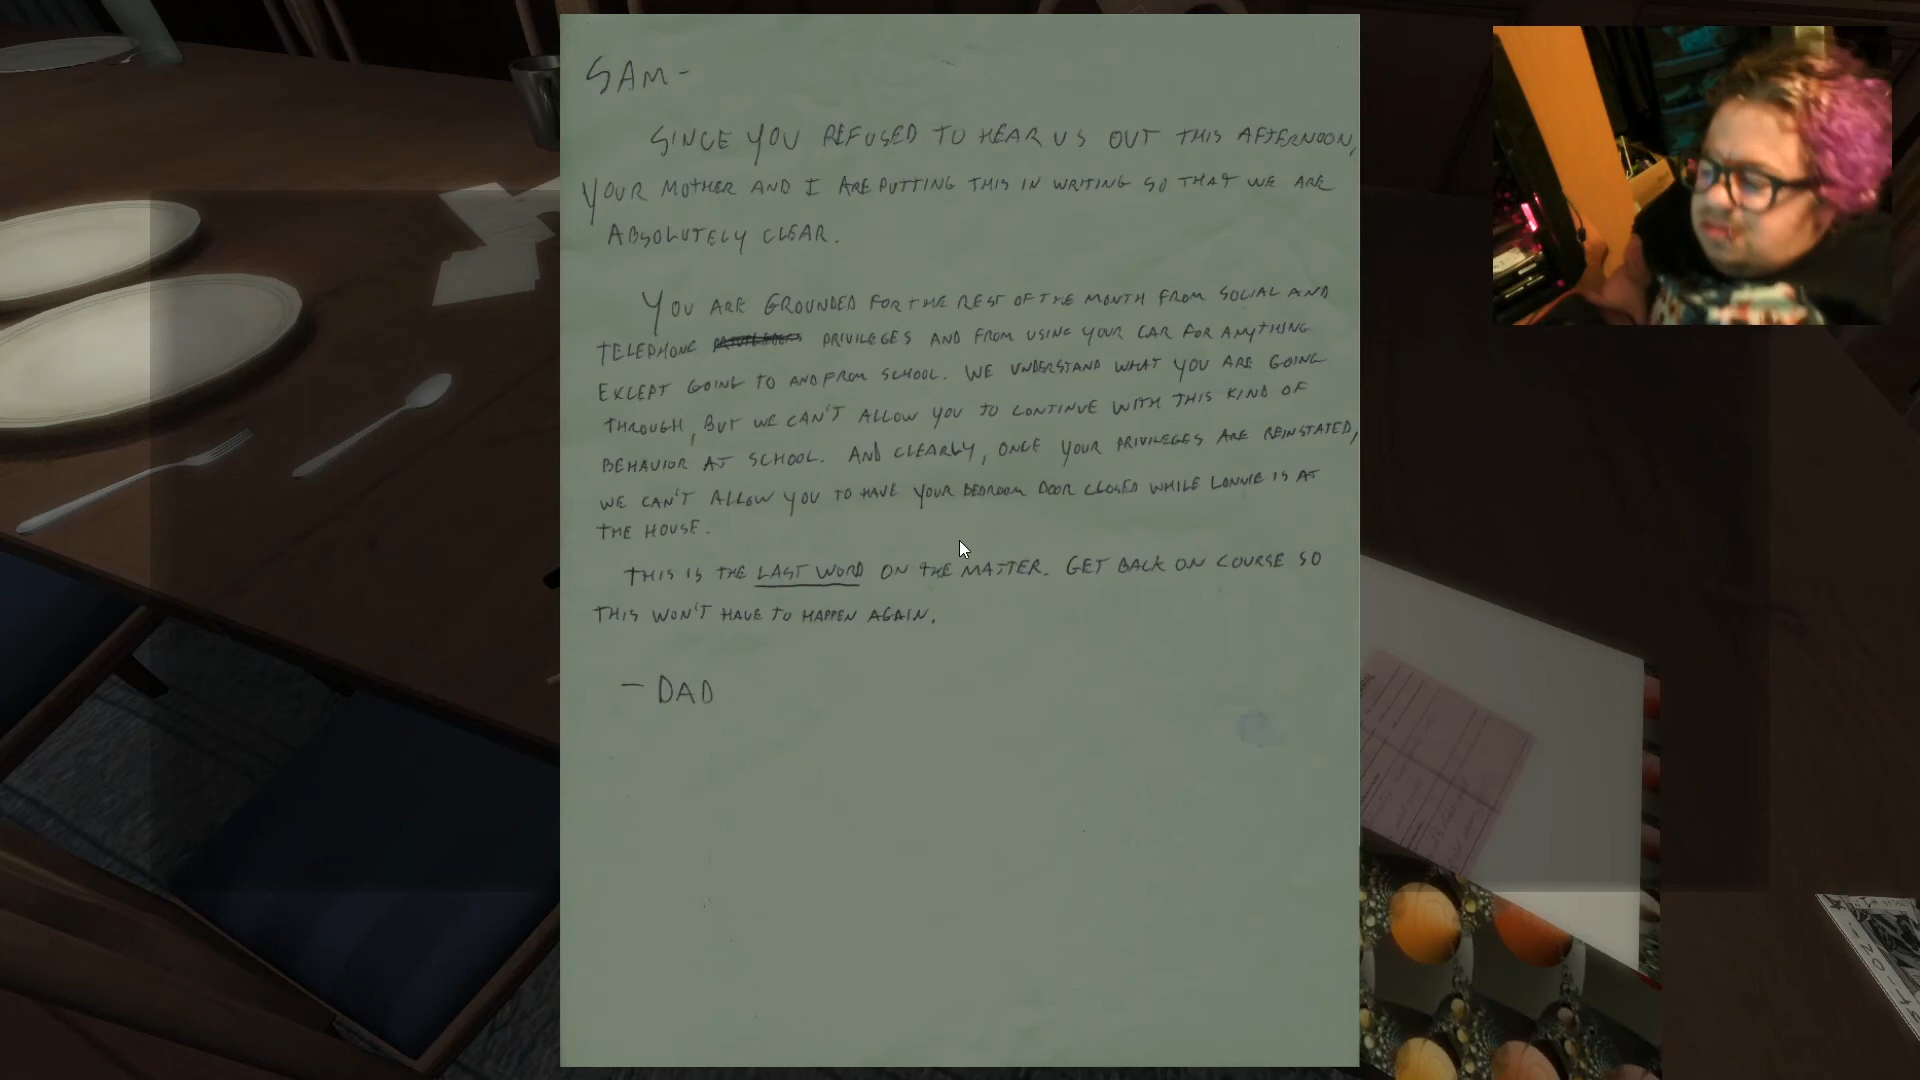 SAM-
SINCE YOU REFUSED TO HEAR US OUT THIS AFTERNOON,
YOUR MOTHER AND I ARE PUTTING THIS IN WRITING SO THAT WE ARE
ABSOLUTELY CLEAR.
YOU ARE GROUNDED FOR THE REST OF THE MONTH FROM SOCIAL AND
TELEPHONE PRIVILEGES AND FROM USING YOUR CAR FOR ANYTHING
EXCEPT GOING TO AND FROM SCHOOL. WE UNDERSTAND WHAT YOU ARE GOING
THROUGH, BUT WE CAN'T ALLOW YOU TO CONTINUE WITH THIS KIND OF
BEHAVIOR AT SCHOOL. AND CLEARLY, ONCE YOUR PRIVILEGES ARE REINSTATED,
WE CAN'T ALLOW YOU TO HAVE YOUR BEDROOM DOOR CLOSED WHILE LONNIE IS AT
THE HOUSE.
THIS IS THE LAST WORD ON THE MATTER. GET BACK ON COURSE SO
THIS WON'T HAVE TO HAPPEN AGAIN.
- DAD